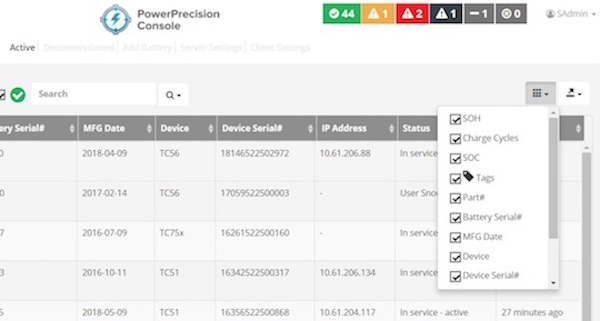 PowerPrecision
Console
44 1 2 1 1 0
SAdmin
Active Decommissioned Add Battery Server Settings Client Settings
Search
ery Serial# MFG Date Device Device Serial# IP Address Status
0 2018-04-09 TC56 18146522502972 10.61.206.88 In service
0 2017-02-14 TC56 17059522500003 - User Snoo
7 2016-07-09 TC75x 16261522500160 - In service
3 2016-10-11 TC51 16342522500317 10.61.206.134 In service
5 2018-05-09 TC51 16356522500868 10.61.204.117 In service - active 27 minutes ago
SOH
Charge Cycles
SOC
Tags
Part#
Battery Serial#
MFG Date
Device
Device Serial#